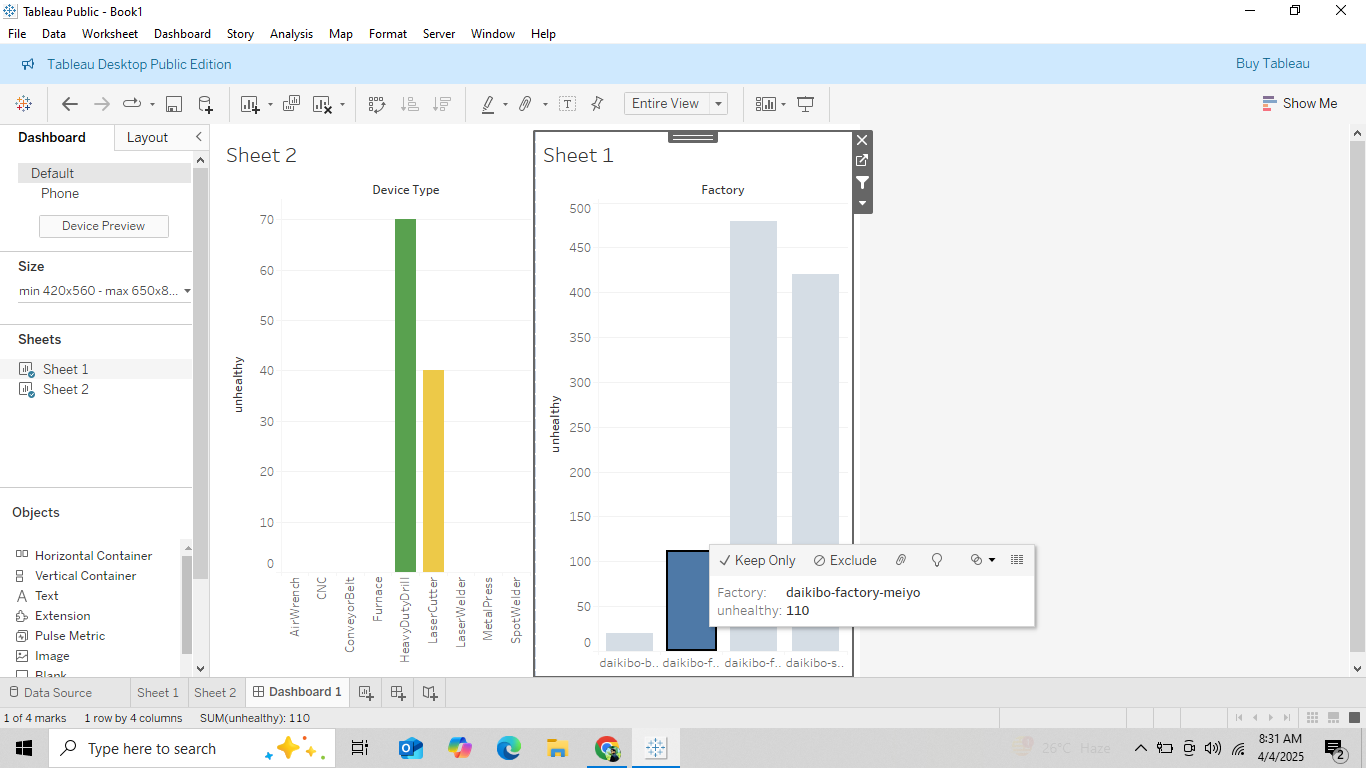 Tableau Public - Book1
File Data Worksheet Dashboard Story Analysis Map Format Server Window Help
Tableau Desktop Public Edition
Buy Tableau
Entire View
Show Me
Dashboard
Layout
Default
Phone
Device Preview
Size
min 420x560 - max 650x8...
Sheets
Sheet 1
Sheet 2
Objects
Horizontal Container
Vertical Container
Text
Extension
Pulse Metric
Image
Blank
Sheet 2
Device Type
unhealthy
70
60
50
40
30
20
10
0
AirWrench
CNC
ConveyorBelt
Furnace
HeavyDutyDrill
LaserCutter
LaserWelder
MetalPress
SpotWelder
Sheet 1
Factory
unhealthy
500
450
400
350
300
250
200
150
100
50
0
daikibo-b.. daikibo-f.. daikibo-f.. daikibo-s..
Keep Only Exclude
Factory: daikibo-factory-meiyo
unhealthy: 110
Data Source Sheet 1 Sheet 2 Dashboard 1
1 of 4 marks 1 row by 4 columns SUM(unhealthy): 110
Type here to search
26°C Haze
8:31 AM
4/4/2025
2